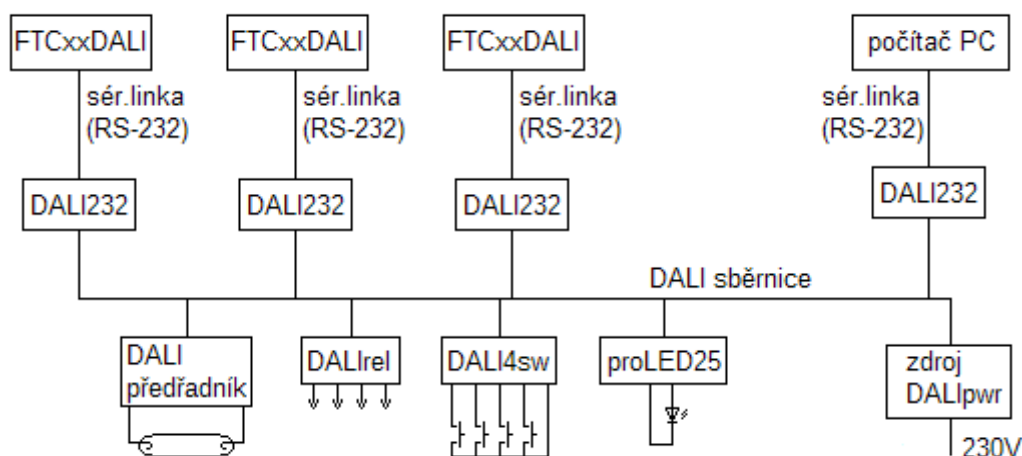 FTCxxDALI
FTCxxDALI
FTCxxDALI
počítač PC
sér.linka
(RS-232)
sér.linka
(RS-232)
sér.linka
(RS-232)
sér.linka
(RS-232)
DALI232
DALI232
DALI232
DALI232
DALI sběrnice
DALI
předřadník
DALIrel
DALI4sw
proLED25
zdroj
DALIpwr
230V